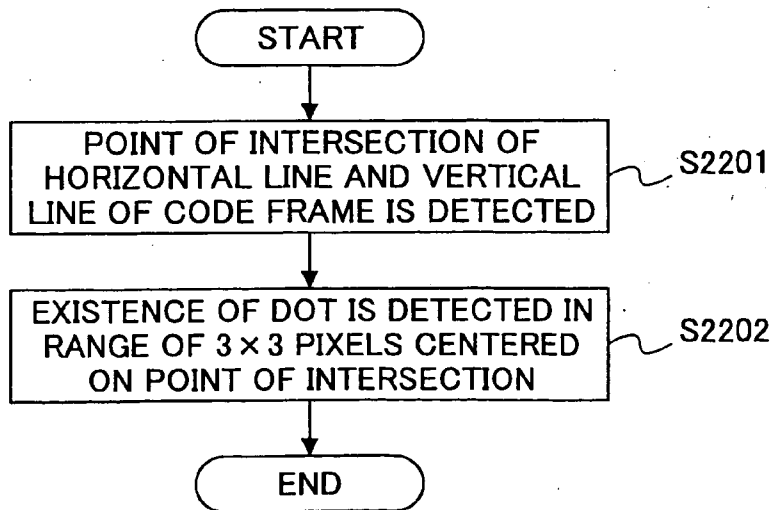 START
POINT OF INTERSECTION OF
HORIZONTAL LINE AND VERTICAL
LINE OF CODE FRAME IS DETECTED
S2201
EXISTENCE OF DOT IS DETECTED IN
RANGE OF 3×3 PIXELS CENTERED
ON POINT OF INTERSECTION
S2202
END